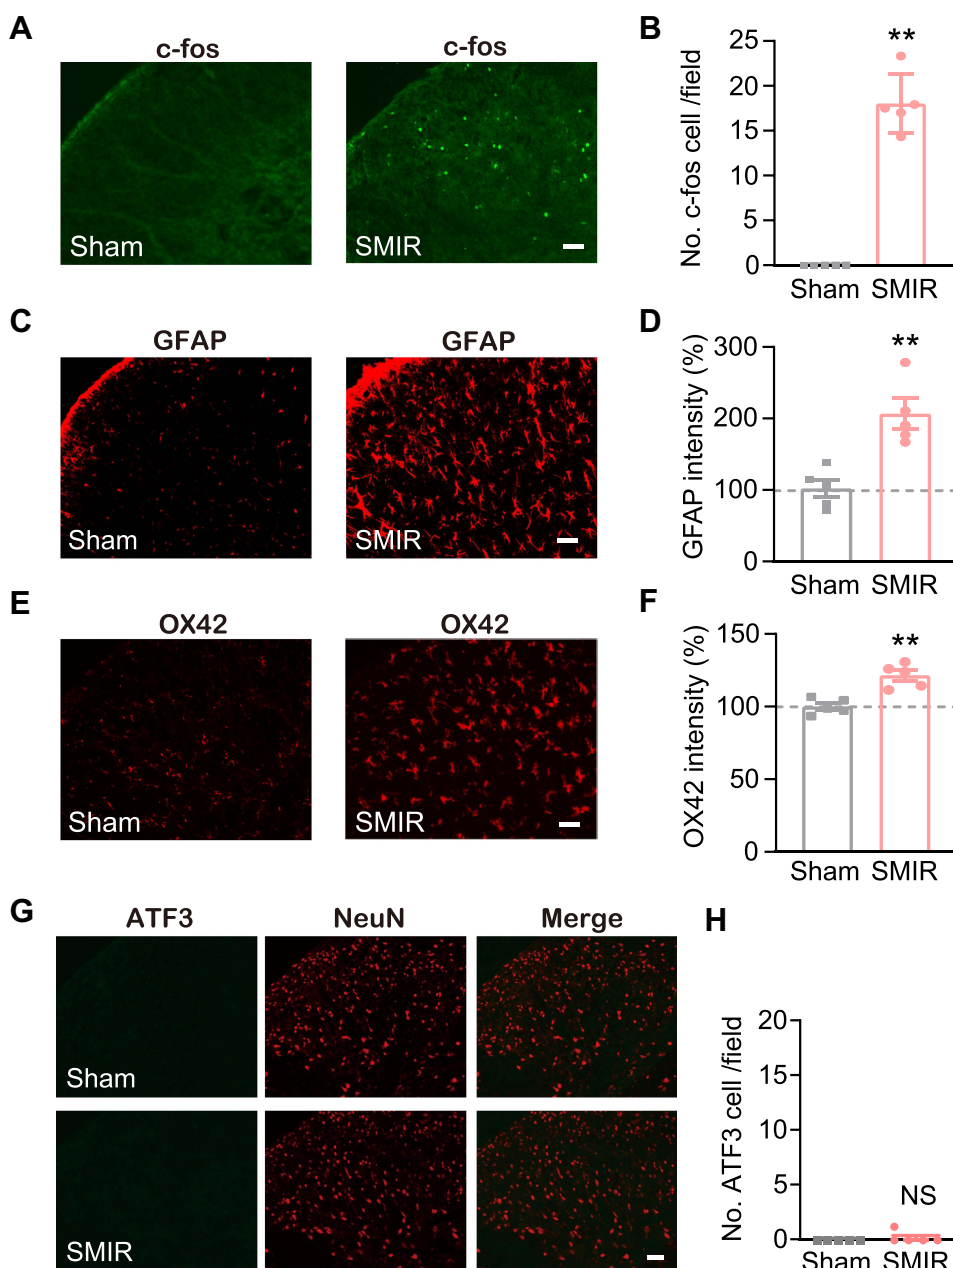 A
c-fos
c-fos
Sham
SMIR
B
No. c-fos cell /field
25
20
15
10
5
0
**
Sham
SMIR
C
GFAP
GFAP
Sham
SMIR
D
GFAP intensity (%)
300
200
100
0
**
Sham
SMIR
E
OX42
OX42
Sham
SMIR
F
OX42 intensity (%)
150
100
50
0
**
Sham
SMIR
G
ATF3
NeuN
Merge
Sham
SMIR
H
No. ATF3 cell /field
20
15
10
5
0
NS
Sham
SMIR